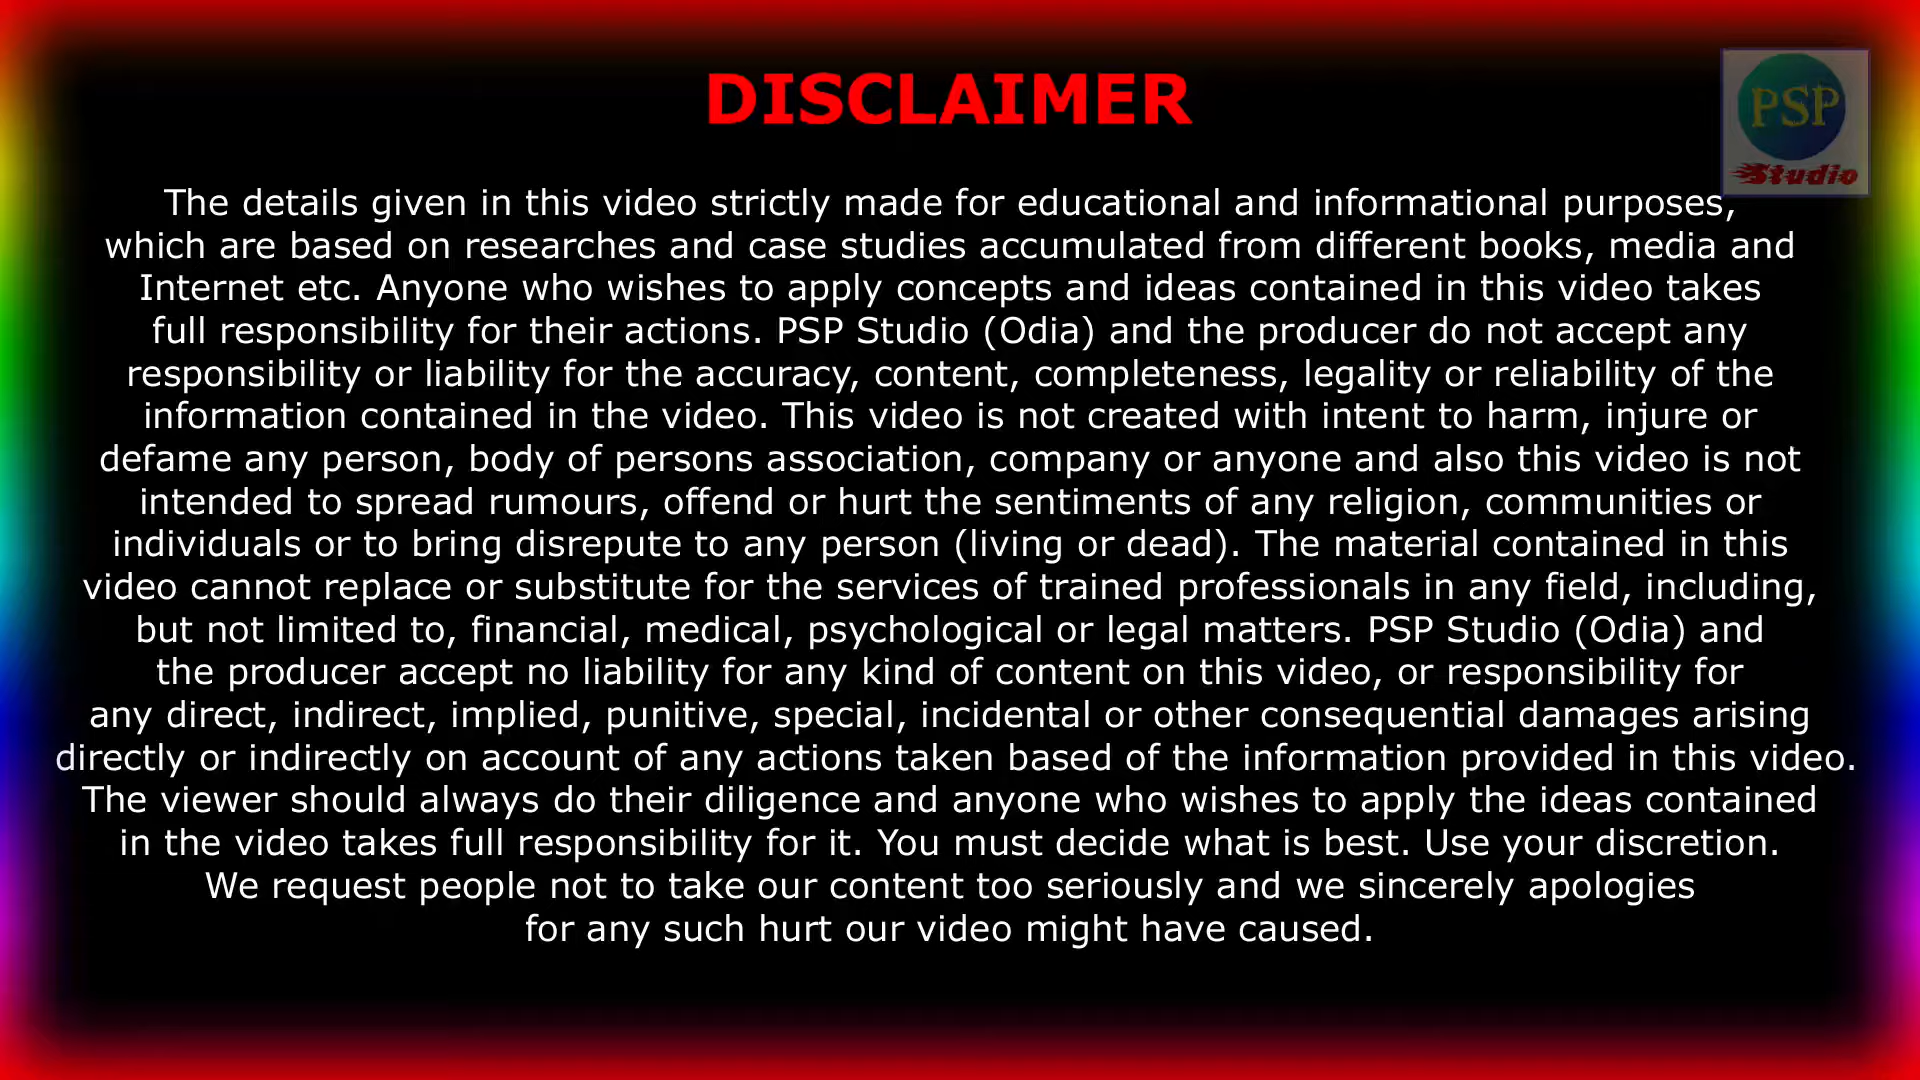 DISCLAIMER
PSP
Studio
The details given in this video strictly made for educational and informational purposes,
which are based on researches and case studies accumulated from different books, media and
Internet etc. Anyone who wishes to apply concepts and ideas contained in this video takes
full responsibility for their actions. PSP Studio (Odia) and the producer do not accept any
responsibility or liability for the accuracy, content, completeness, legality or reliability of the
information contained in the video. This video is not created with intent to harm, injure or
defame any person, body of persons association, company or anyone and also this video is not
intended to spread rumours, offend or hurt the sentiments of any religion, communities or
individuals or to bring disrepute to any person (living or dead). The material contained in this
video cannot replace or substitute for the services of trained professionals in any field, including,
but not limited to, financial, medical, psychological or legal matters. PSP Studio (Odia) and
the producer accept no liability for any kind of content on this video, or responsibility for
any direct, indirect, implied, punitive, special, incidental or other consequential damages arising
directly or indirectly on account of any actions taken based of the information provided in this video.
The viewer should always do their diligence and anyone who wishes to apply the ideas contained
in the video takes full responsibility for it. You must decide what is best. Use your discretion.
We request people not to take our content too seriously and we sincerely apologies
for any such hurt our video might have caused.